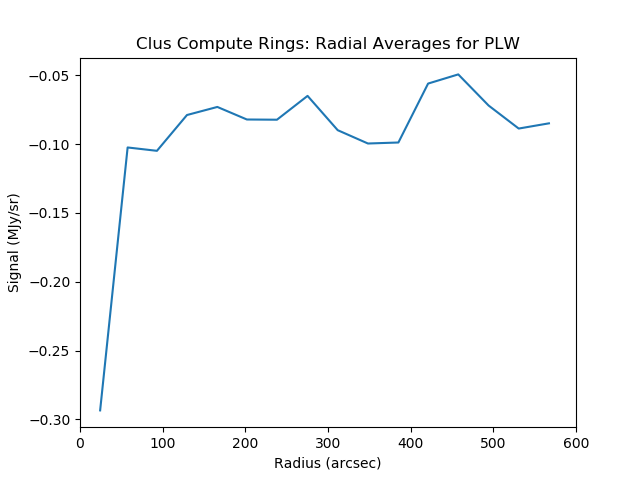 Clus Compute Rings: Radial Averages for PLW
−0.05
−0.10
−0.15
−0.20
−0.25
−0.30
Signal (MJy/sr)
0 100 200 300 400 500 600
Radius (arcsec)